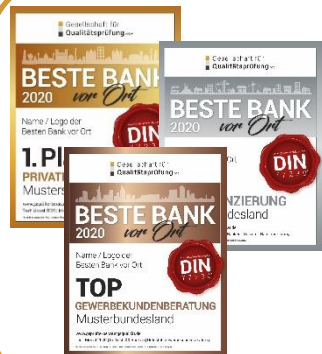 Gesellschaft für
Qualitätsprüfung
BESTE BANK
2020 vor Ort
Name / Logo der
Besten Bank vor Ort
DIN
1. Pl
PRIVAT
Musters
Gesellschaft für
Qualitätsprüfung
BESTE BANK
2020 vor Ort
Ort
DIN
NZIERUNG
desland
Gesellschaft für
Qualitätsprüfung
BESTE BANK
2020 vor Ort
Name / Logo der
Besten Bank vor Ort
DIN
TOP
GEWERBEKUNDENBERATUNG
Musterbundesland